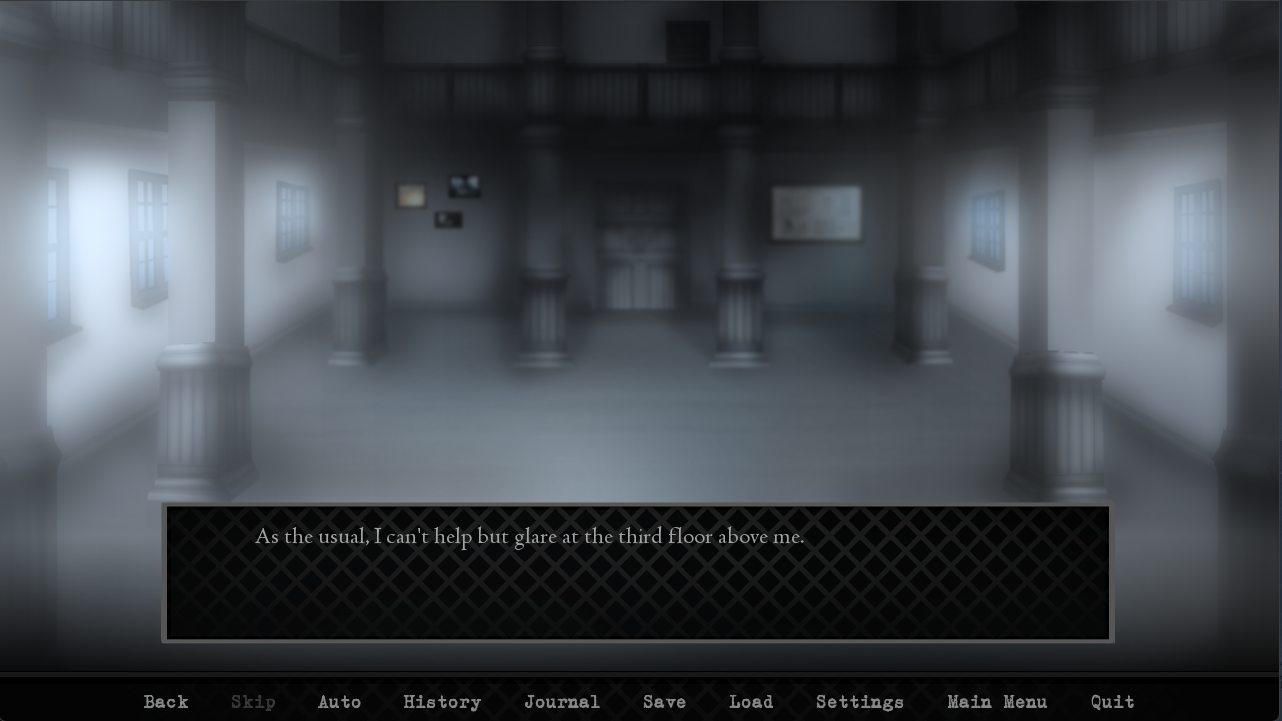 As the usual, I can't help but glare at the third floor above me.
Back Skip Auto History Journal Save Load Settings Main Menu Quit